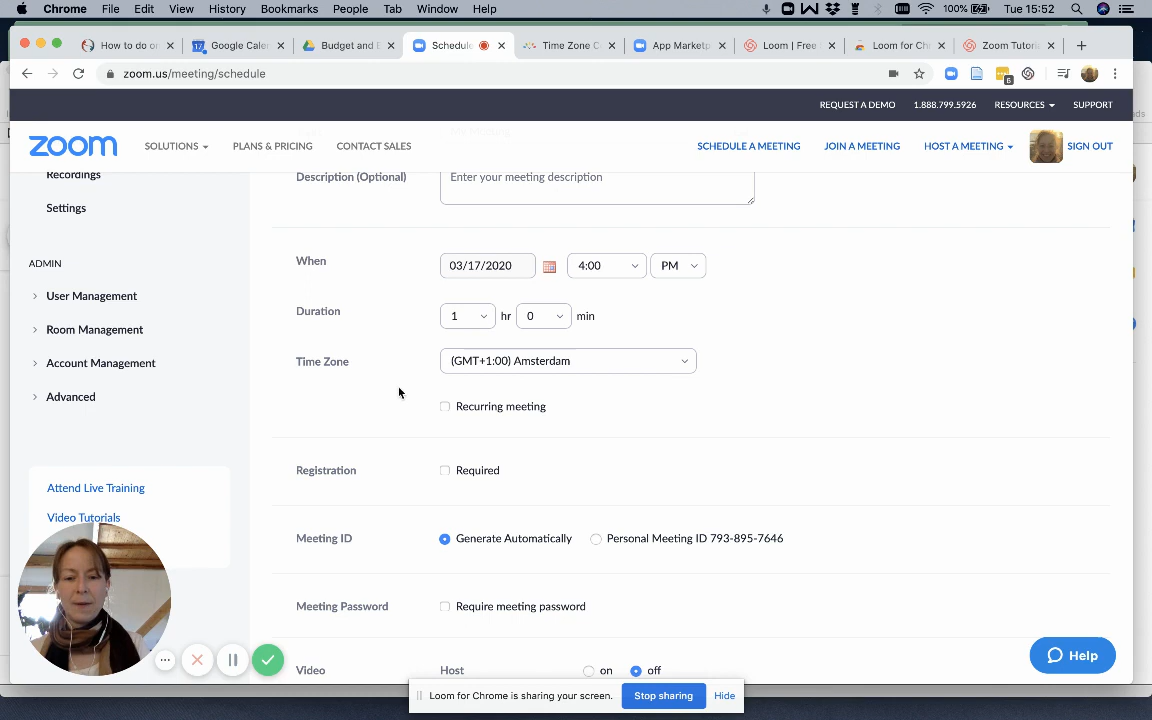 Chrome File Edit View History Bookmarks People Tab Window Help 100% Tue 15:52
How to do or Google Cale Budget and E Schedule Time Zone C App Marketp Loom | Free Loom for Ch Zoom Tutori
zoom.us/meeting/schedule
6
REQUEST A DEMO 1.888.799.5926 RESOURCES SUPPORT
zoom SOLUTIONS PLANS & PRICING CONTACT SALES SCHEDULE A MEETING JOIN A MEETING HOST A MEETING SIGN OUT
Recordings
Settings
ADMIN
User Management
Room Management
Account Management
Advanced
Attend Live Training
Video Tutorials
Description (Optional) Enter your meeting description
When 03/17/2020 4:00 PM
Duration 1 hr 0 min
Time Zone (GMT+1:00) Amsterdam
Recurring meeting
Registration Required
Meeting ID Generate Automatically Personal Meeting ID 793-895-7646
Meeting Password Require meeting password
Video Host on off
Help
Loom for Chrome is sharing your screen. Stop sharing Hide